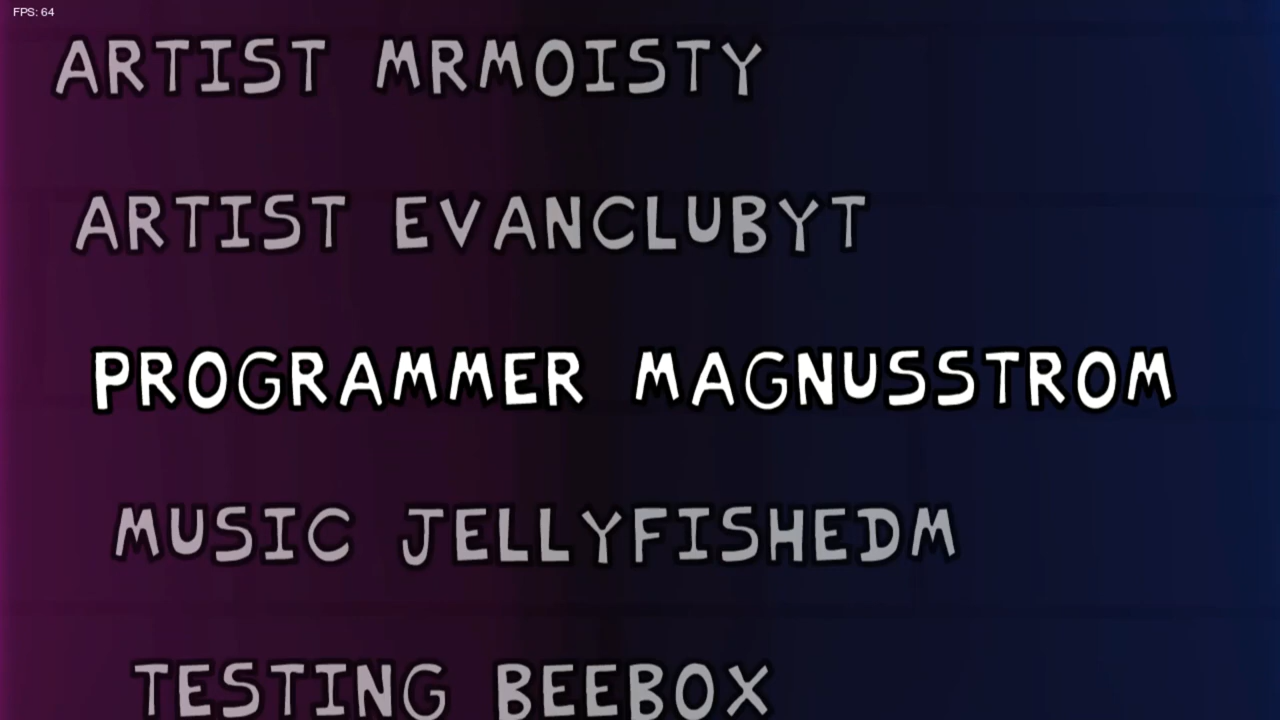 FPS: 64
ARTIST MRMOISTY
ARTIST EVANCLUBYT
PROGRAMMER MAGNUSSTROM
MUSIC JELLYFISHEDM
TESTING BEEBOX